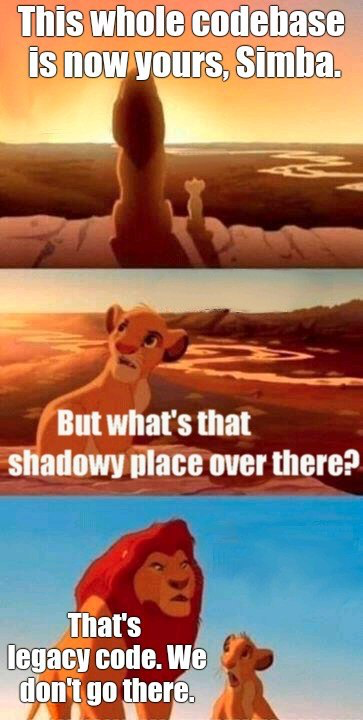 This whole codebase
is now yours, Simba.
But what's that
shadowy place over there?
That's
legacy code. We
don't go there.